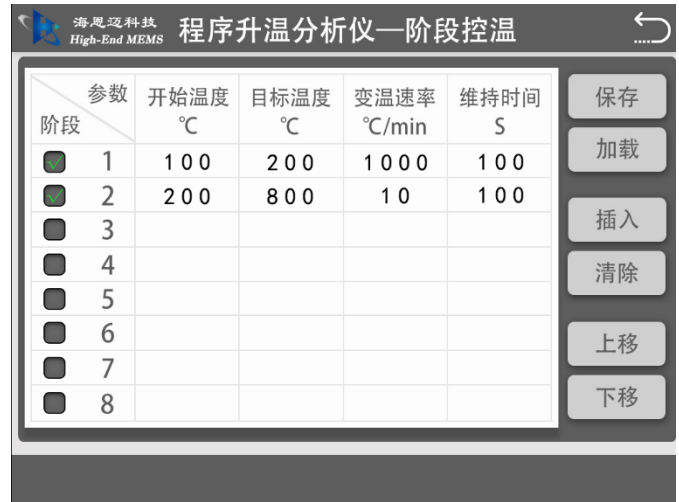 海恩迈科技
High-End MEMS
程序升温分析仪—阶段控温
参数 开始温度 目标温度 变温速率 维持时间
阶段 ℃ ℃ ℃/min S
1 100 200 1000 100
2 200 800 10 100
3
4
5
6
7
8
保存
加载
插入
清除
上移
下移